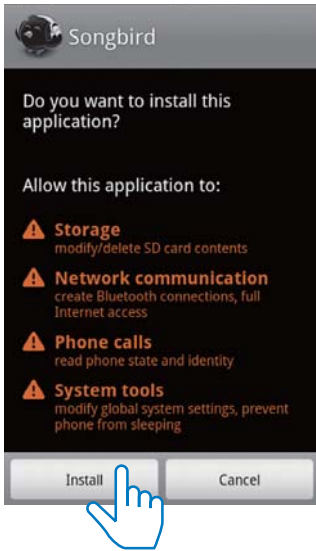 Songbird
Do you want to install this
application?
Allow this application to:
Storage
modify/delete SD card contents
Network communication
create Bluetooth connections, full
Internet access
Phone calls
read phone state and identity
System tools
modify global system settings, prevent
phone from sleeping
Install
Cancel